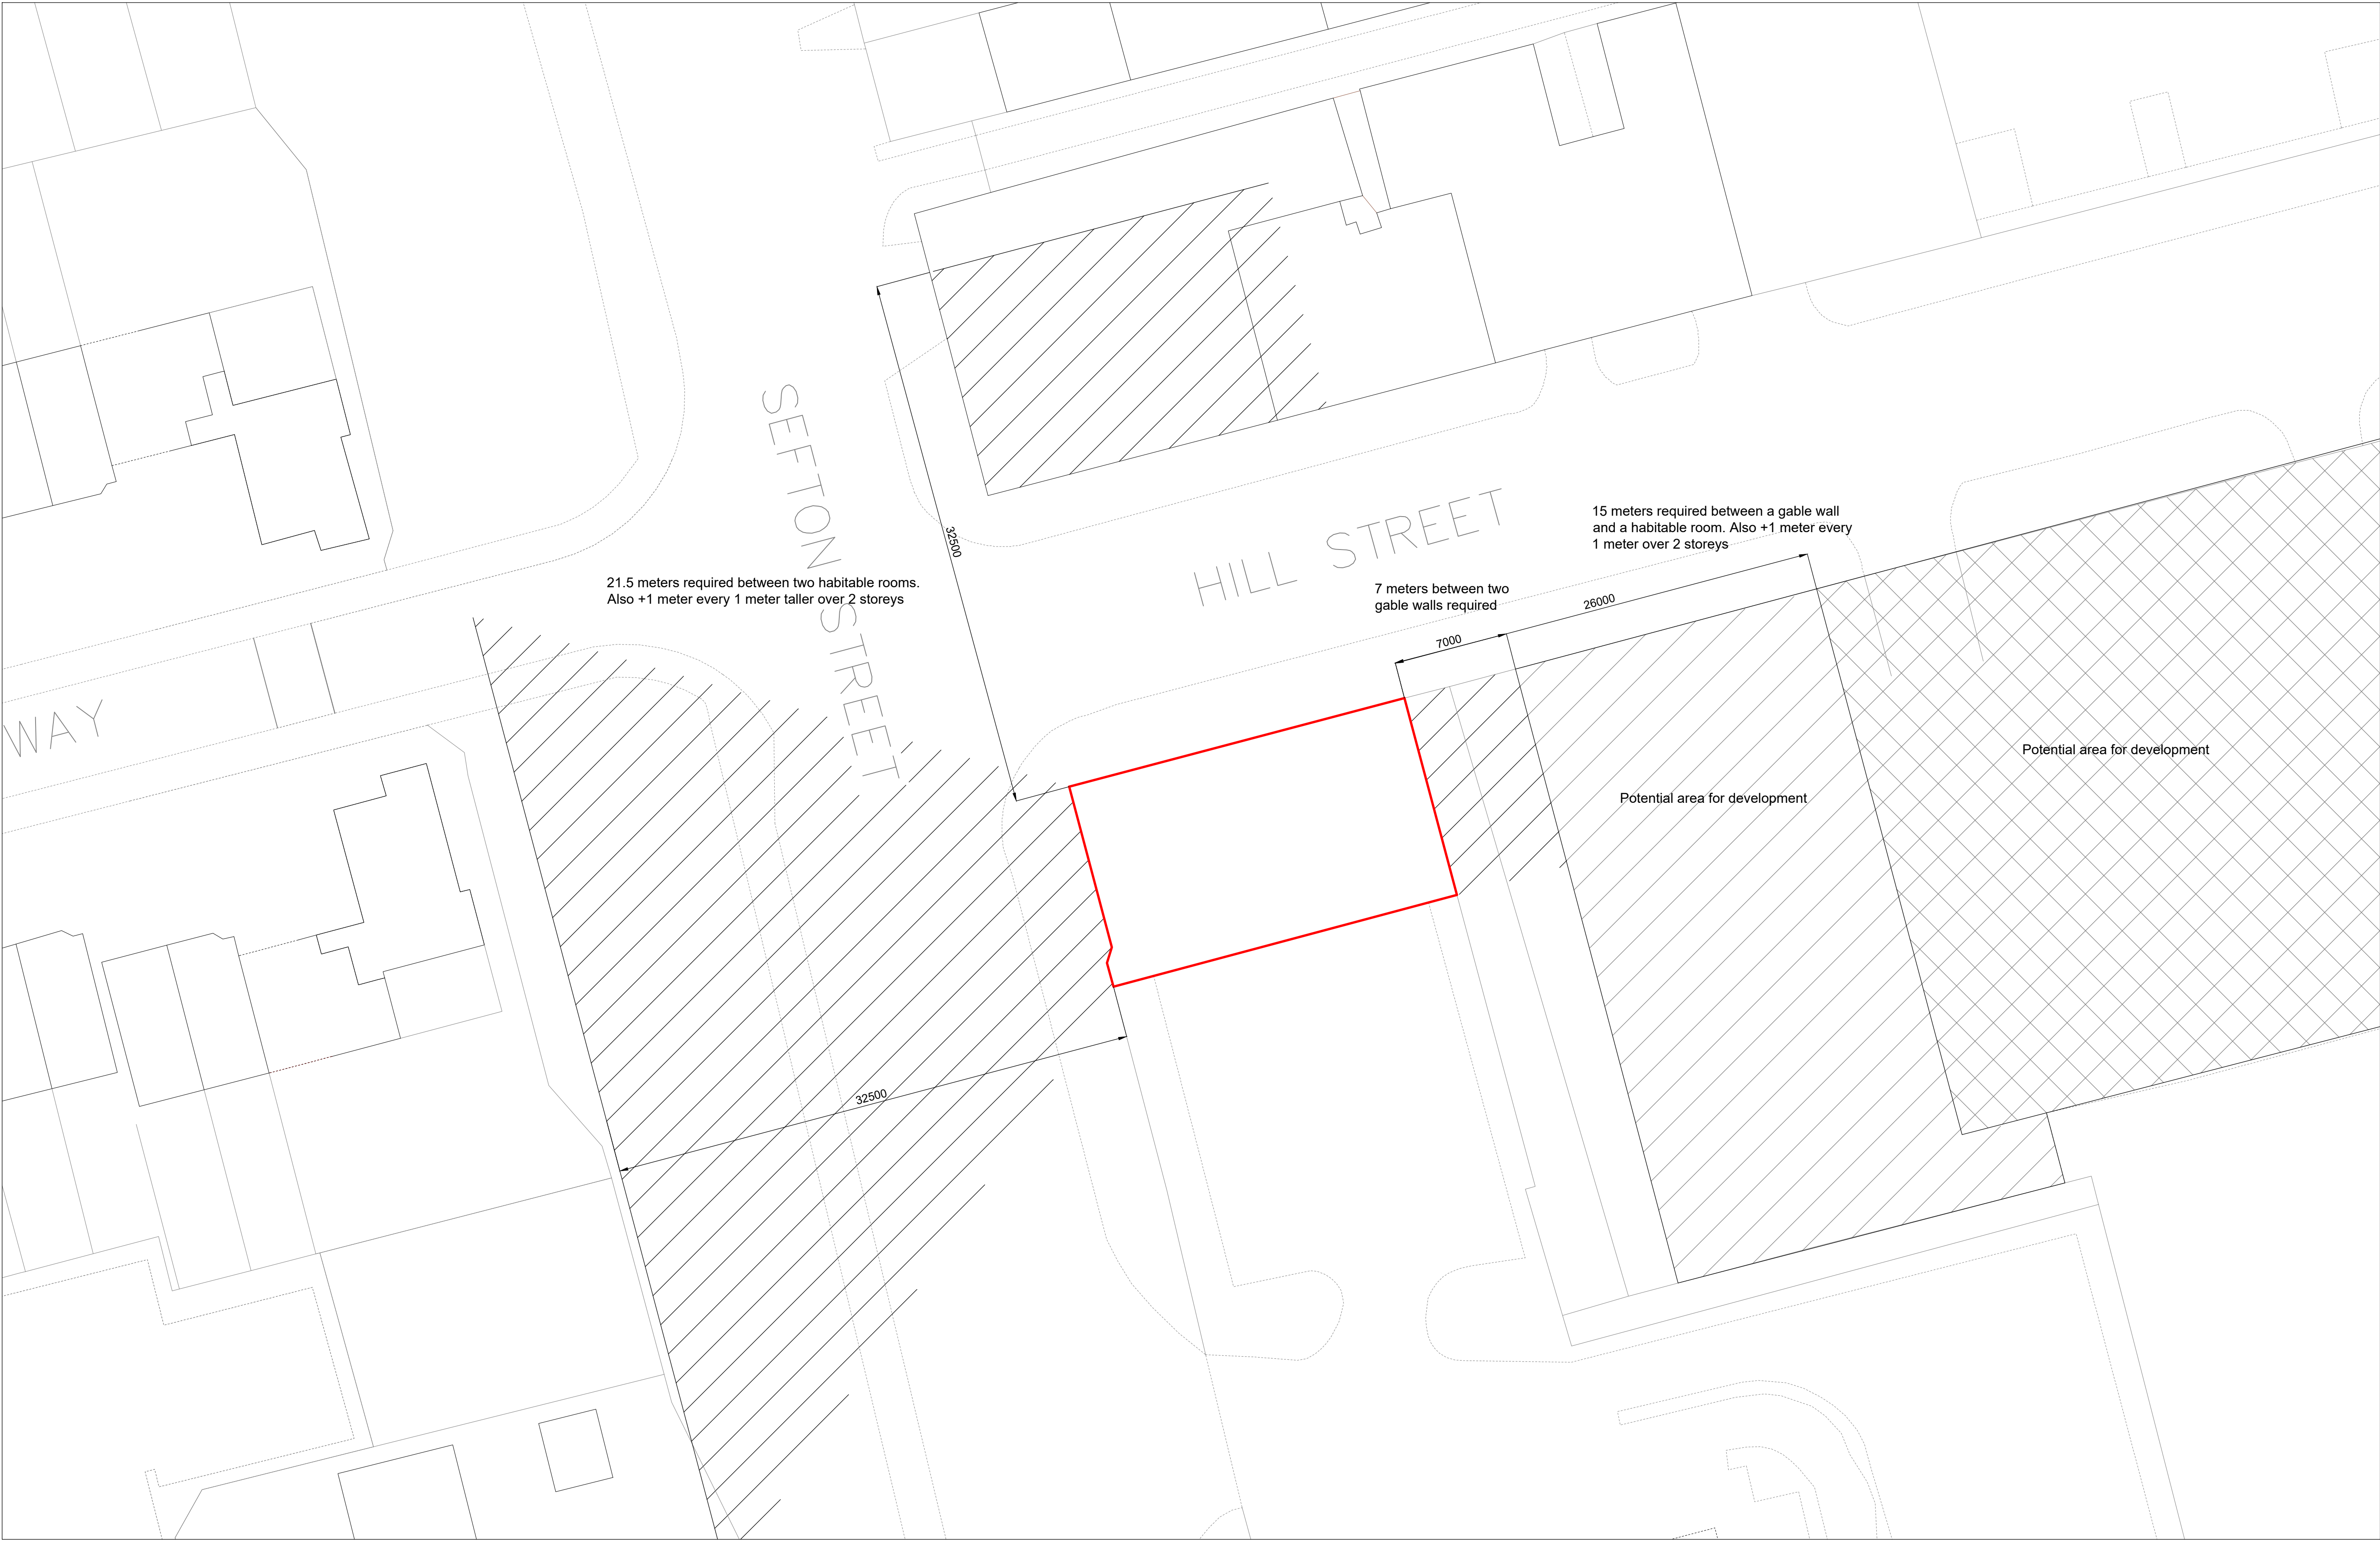 SEFTON STREET
32500
HILL STREET
15 meters required between a gable wall
and a habitable room. Also +1 meter every
1 meter over 2 storeys
21.5 meters required between two habitable rooms.
Also +1 meter every 1 meter taller over 2 storeys
7 meters between two
gable walls required
26000
7000
WAY
Potential area for development
Potential area for development
32500